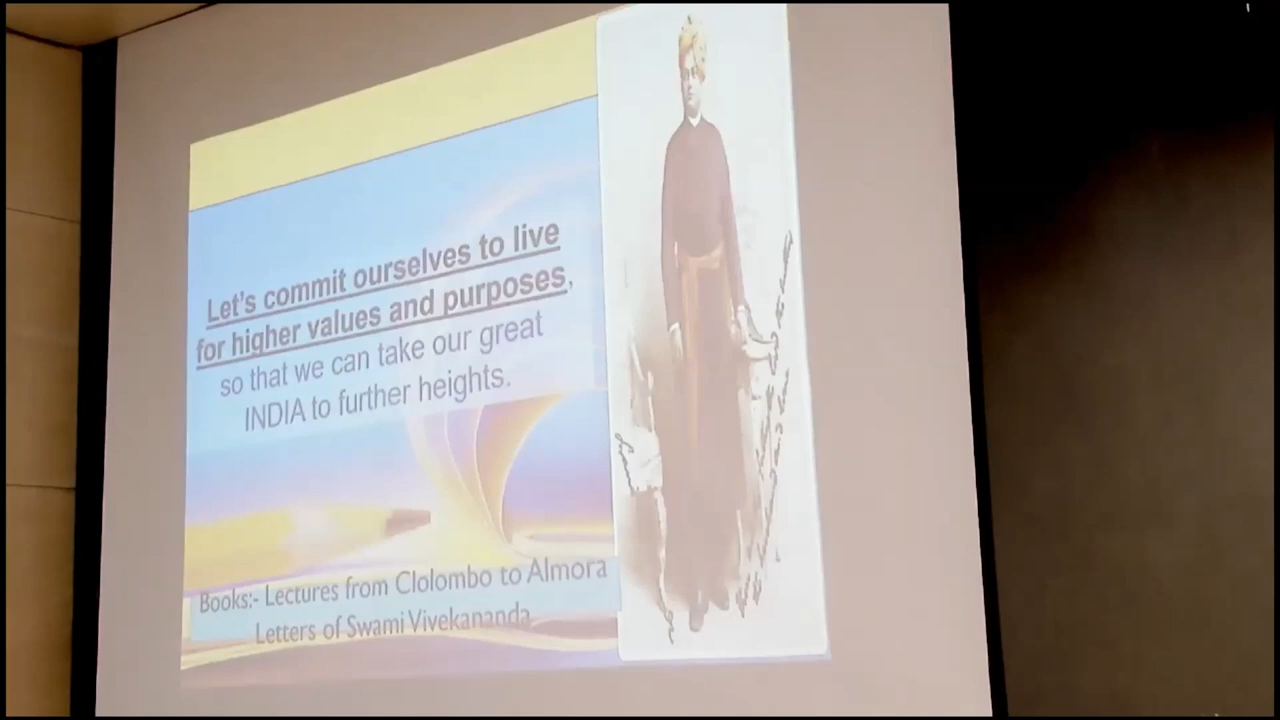 Let's commit ourselves to live
for higher values and purposes,
so that we can take our great
INDIA to further heights.
Books:- Lectures from Clolombo to Almora
Letters of Swami Vivekananda